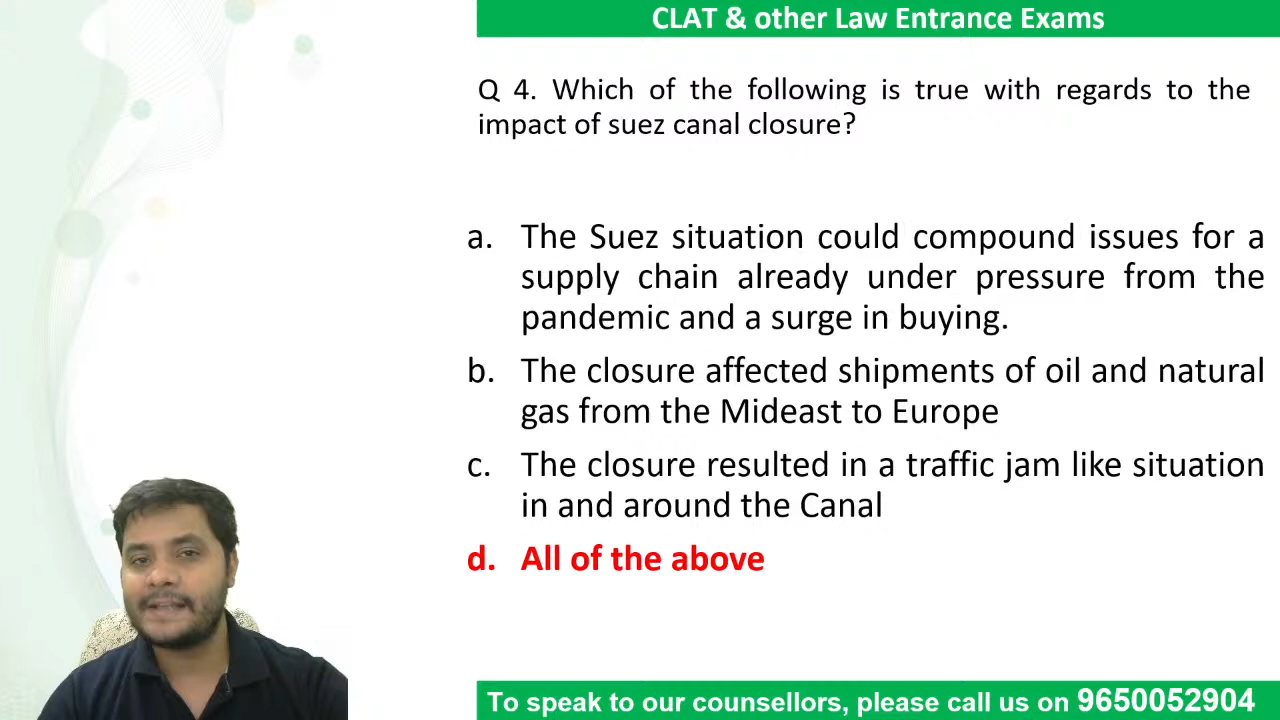 CLAT & other Law Entrance Exams
Q 4. Which of the following is true with regards to the
impact of suez canal closure?
a. The Suez situation could compound issues for a
supply chain already under pressure from the
pandemic and a surge in buying.
b. The closure affected shipments of oil and natural
gas from the Mideast to Europe
c. The closure resulted in a traffic jam like situation
in and around the Canal
d. All of the above
To speak to our counsellors, please call us on 9650052904